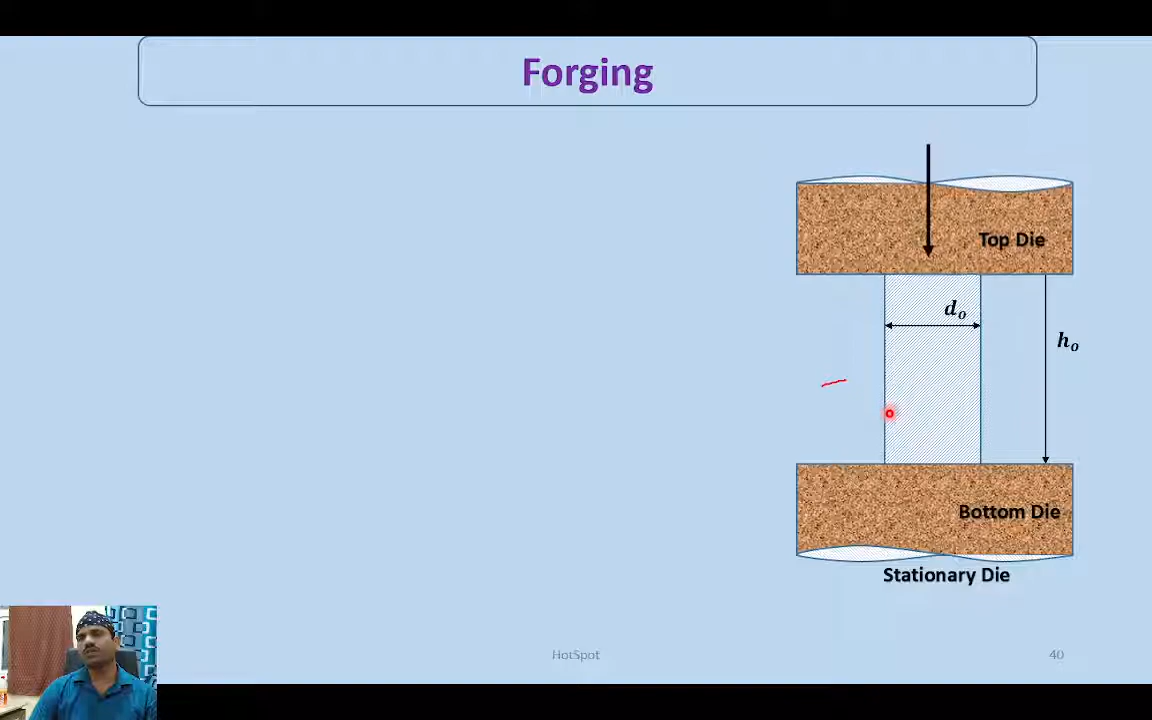 Forging
Top Die
d_o
h_o
Bottom Die
Stationary Die
HotSpot
40